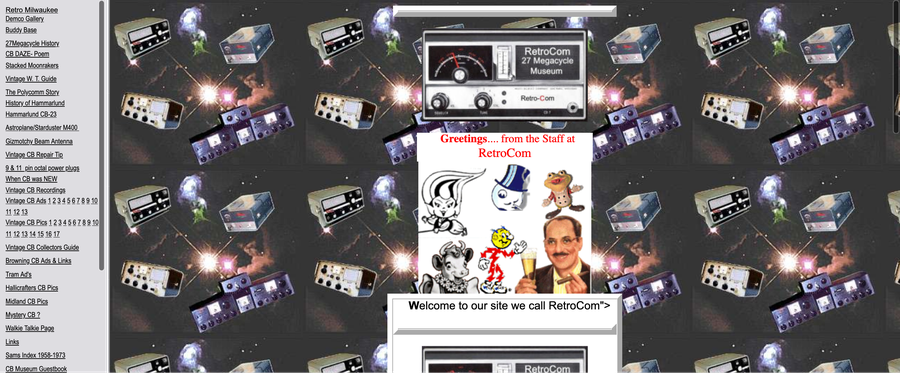 Retro Milwaukee
Demco Gallery
Buddy Base
27Megacycle History
CB DAZE- Poem
Stacked Moonrakers
Vintage W. T. Guide
The Polycomm Story
History of Hammarlund
Hammarlund CB-23
Astroplane/Starduster M400
Gizmotchy Beam Antenna
Vintage CB Repair Tip
9 & 11 pin octal power plugs
When CB was NEW
Vintage CB Recordings
Vintage CB Ads 1 2 3 4 5 6 7 8 9 10
11 12 13
Vintage CB Pics 1 2 3 4 5 6 7 8 9 10
11 12 13 14 15 16 17
Vintage CB Collectors Guide
Browning CB Ads & Links
Tram Ad's
Hallicrafters CB Pics
Midland CB Pics
Mystery CB ?
Walkie Talkie Page
Links
Sams Index 1958-1973
CB Museum Guestbook
RetroCom
27 Megacycle
Museum
Retro-Com
Greetings.... from the Staff at
RetroCom
Welcome to our site we call RetroCom">
RetroCom